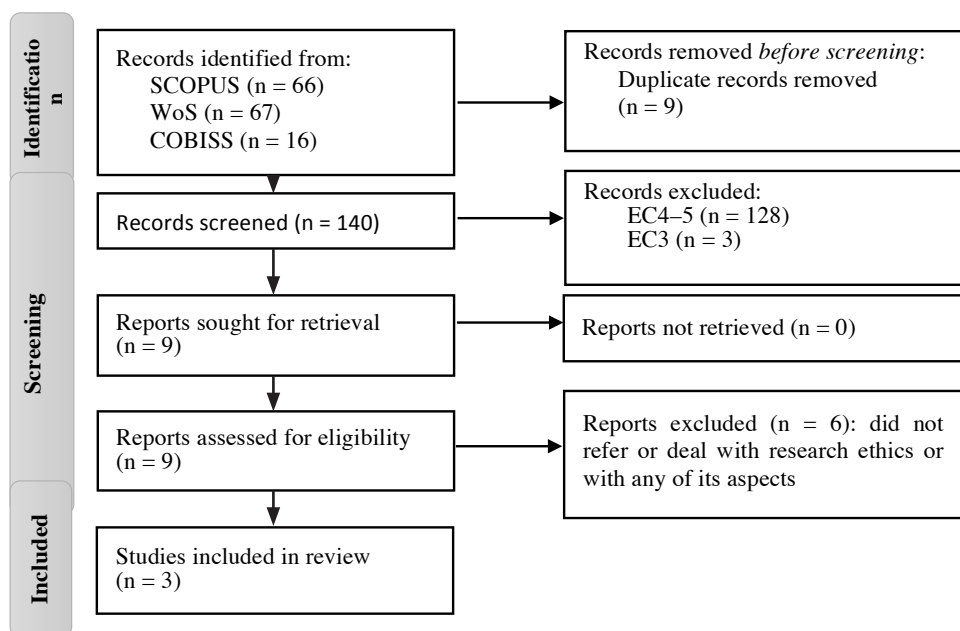 Identificatio
n
Records identified from:
SCOPUS (n = 66)
WoS (n = 67)
COBISS (n = 16)
Records removed before screening:
Duplicate records removed
(n = 9)
Screening
Records screened (n = 140)
Records excluded:
EC4–5 (n = 128)
EC3 (n = 3)
Reports sought for retrieval
(n = 9)
Reports not retrieved (n = 0)
Reports assessed for eligibility
(n = 9)
Reports excluded (n = 6): did not
refer or deal with research ethics or
with any of its aspects
Included
Studies included in review
(n = 3)